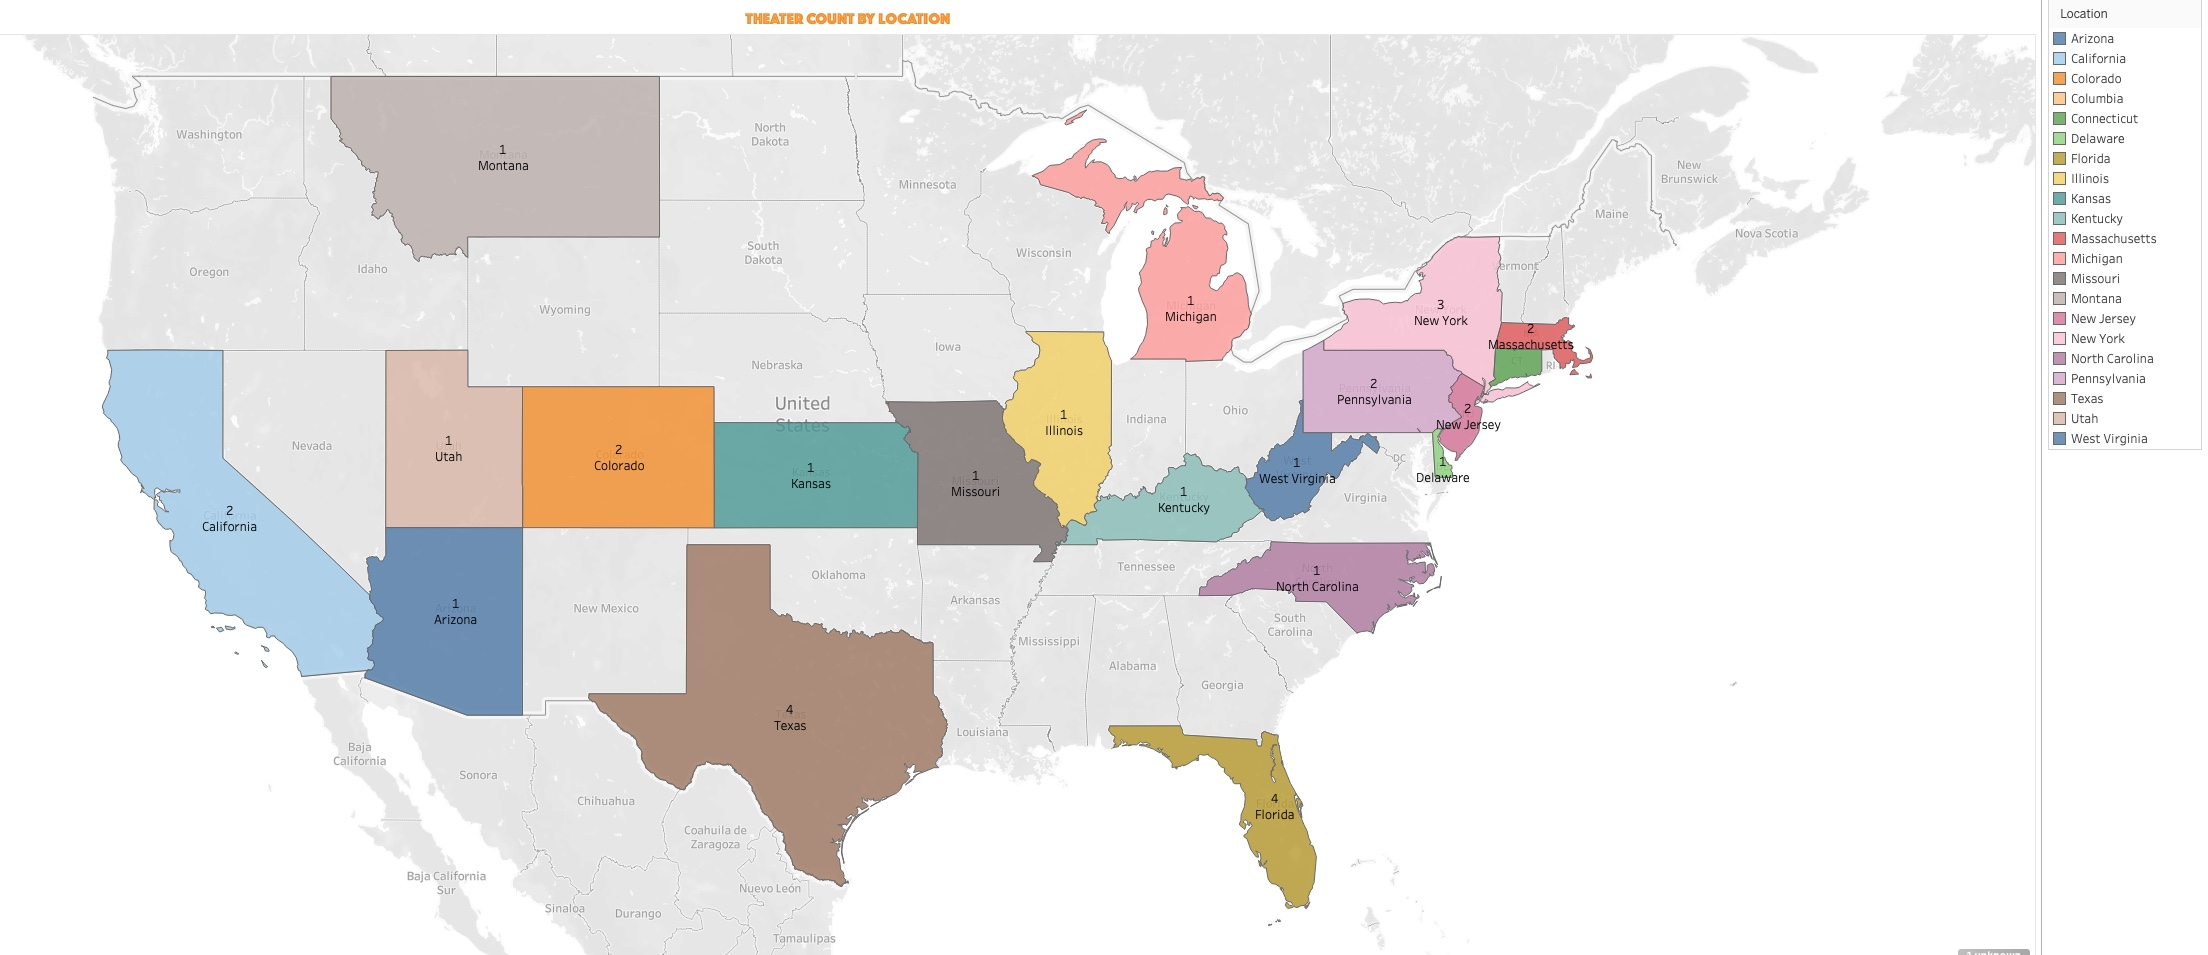 THEATER COUNT BY LOCATION
Location
Arizona
California
Colorado
Columbia
Connecticut
Delaware
Florida
Illinois
Kansas
Kentucky
Massachusetts
Michigan
Missouri
Montana
New Jersey
New York
North Carolina
Pennsylvania
Texas
Utah
West Virginia
Washington
1
Montana
North
Dakota
Minnesota
New
Brunswick
Maine
Nova Scotia
Oregon
Idaho
South
Dakota
Wisconsin
Vermont
Wyoming
1
Michigan
3
New York
2
Massachusetts
CT
RI
Iowa
Nebraska
United
States
2
Pennsylvania
2
New Jersey
Nevada
1
Utah
2
Colorado
1
Kansas
1
Missouri
1
Illinois
Indiana
Ohio
1
West Virginia
DC
1
Delaware
Virginia
1
Kentucky
2
California
1
Arizona
New Mexico
Oklahoma
Arkansas
Tennessee
1
North Carolina
South
Carolina
Mississippi
Alabama
Georgia
4
Texas
Louisiana
4
Florida
Baja
California
Sonora
Chihuahua
Coahuila de
Zaragoza
Baja California
Sur
Nuevo León
Sinaloa
Durango
Tamaulipas